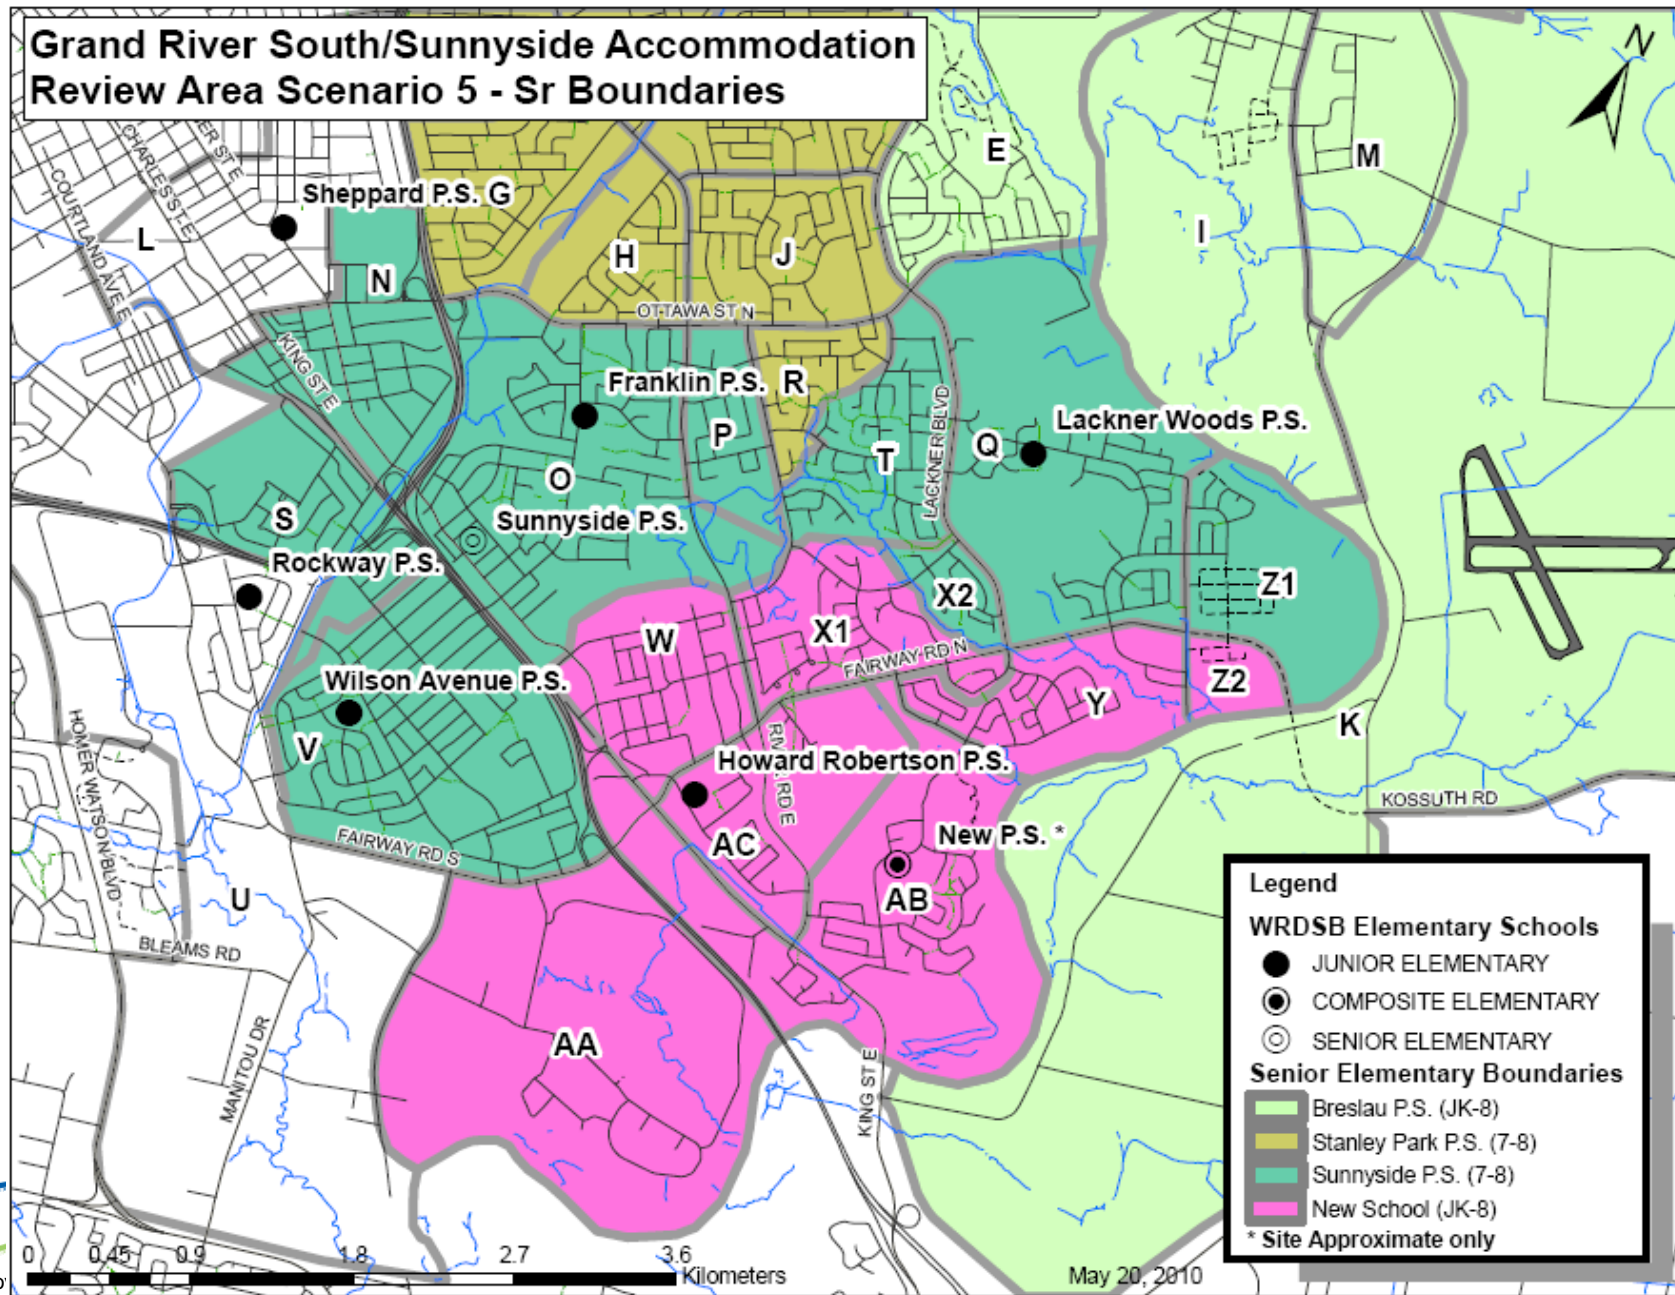 Grand River South/Sunnyside Accommodation
Review Area Scenario 5 - Sr Boundaries
N
E
M
CHARLES ST E
COURTLAND AVE E
Sheppard P.S.
G
L
I
H
J
N
OTTAWA ST N
KING ST E
Franklin P.S.
R
LACKNER BLVD
Lackner Woods P.S.
P
Q
T
O
S
Sunnyside P.S.
Rockway P.S.
Z1
X2
X1
W
FAIRWAY RD N
Wilson Avenue P.S.
Z2
Y
K
V
HOMER WATSON BLVD
Howard Robertson P.S.
RIVER RD E
KOSSUTH RD
New P.S. *
FAIRWAY RD S
AC
AB
U
BLEAMS RD
AA
MANITOU DR
KING ST E
Legend
WRDSB Elementary Schools
JUNIOR ELEMENTARY
COMPOSITE ELEMENTARY
SENIOR ELEMENTARY
Senior Elementary Boundaries
Breslau P.S. (JK-8)
Stanley Park P.S. (7-8)
Sunnyside P.S. (7-8)
New School (JK-8)
* Site Approximate only
0 0.45 0.9 1.8 2.7 3.6
Kilometers
May 20, 2010